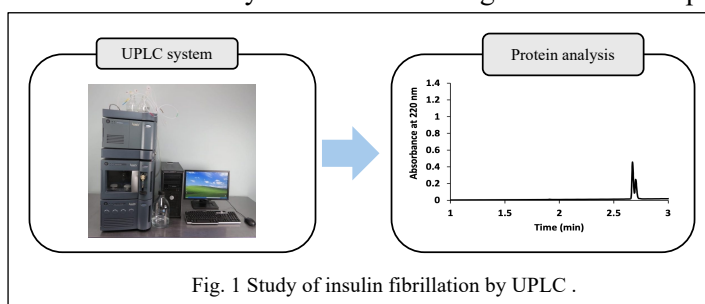 UPLC system
Protein analysis
Absorbance at 220 nm
1.4
1.2
1
0.8
0.6
0.4
0.2
0
1 1.5 2 2.5 3
Time (min)
Fig. 1 Study of insulin fibrillation by UPLC .